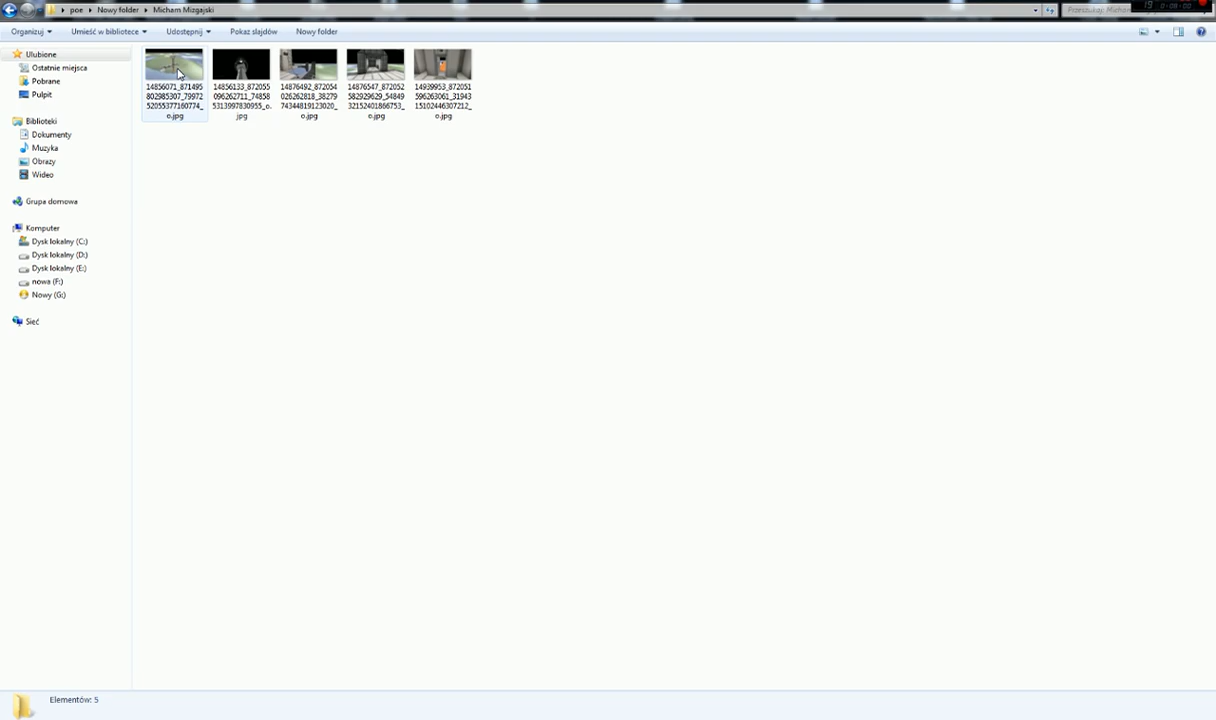 poe ▸ Nowy folder ▸ Micham Mizgajski
Przeszukaj: Micham
Organizuj
Umieść w bibliotece
Udostępnij
Pokaz slajdów
Nowy folder
Ulubione
Ostatnie miejsca
Pobrane
Pulpit
Biblioteki
Dokumenty
Muzyka
Obrazy
Wideo
Grupa domowa
Komputer
Dysk lokalny (C:)
Dysk lokalny (D:)
Dysk lokalny (E:)
nowa (F:)
Nowy (G:)
Sieć
14856071_871495
802985307_79972
52055377160774_
o.jpg
14856133_872055
096262711_74858
5313997830955_o.
jpg
14876492_872054
026262818_38279
74344819123020_
o.jpg
14876547_872052
582929629_54849
32152401866753_
o.jpg
14939953_872051
596263061_31943
15102446307212_
o.jpg
Elementów: 5